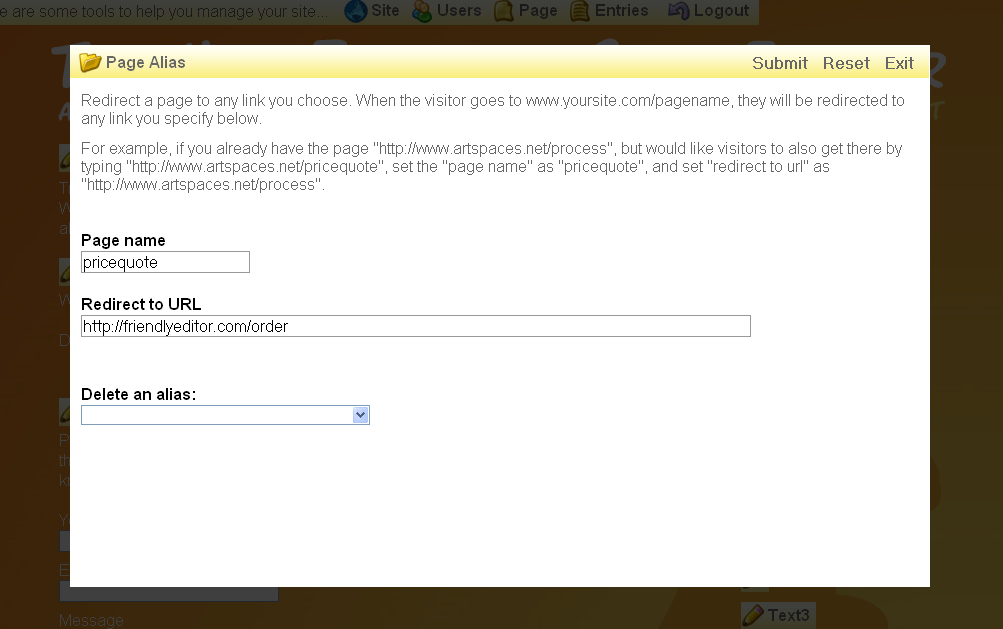 e are some tools to help you manage your site... Site Users Page Entries Logout
Page Alias Submit Reset Exit
Redirect a page to any link you choose. When the visitor goes to www.yoursite.com/pagename, they will be redirected to
any link you specify below.
For example, if you already have the page "http://www.artspaces.net/process", but would like visitors to also get there by
typing "http://www.artspaces.net/pricequote", set the "page name" as "pricequote", and set "redirect to url" as
"http://www.artspaces.net/process".
Page name
pricequote
Redirect to URL
http://friendlyeditor.com/order
Delete an alias:
Message
Text3